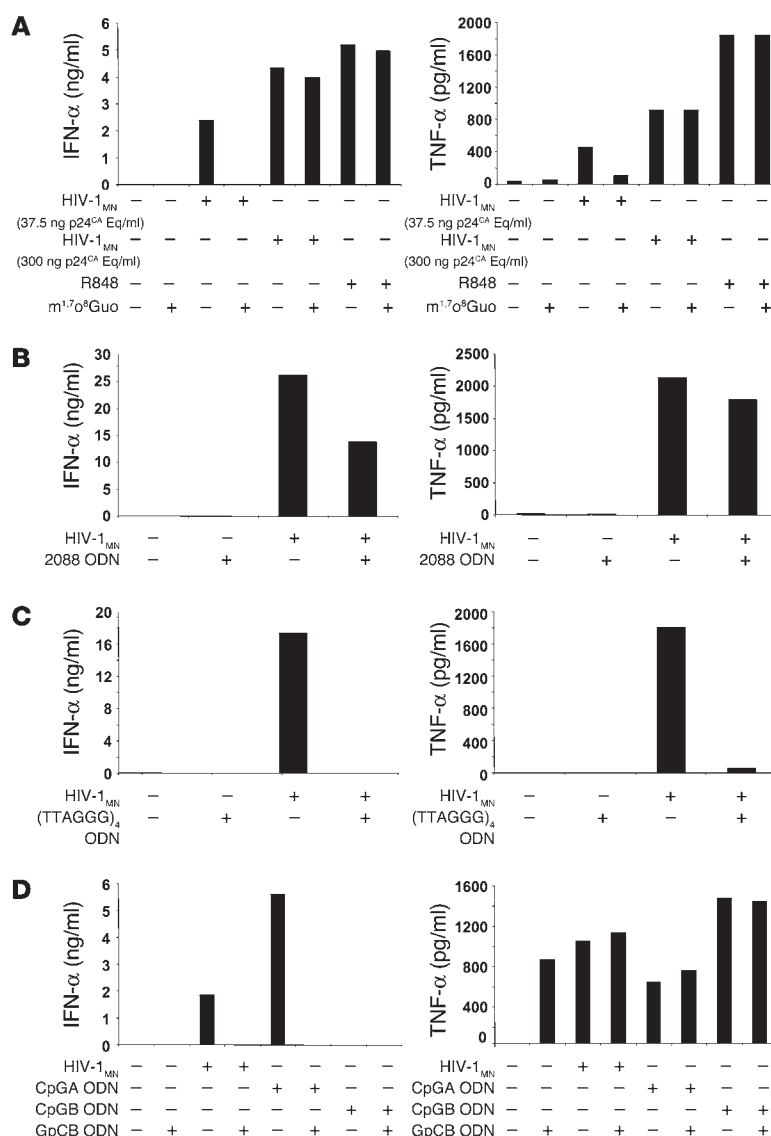 A
IFN-α (ng/ml)
6
5
4
3
2
1
0
HIV-1MN – – + + – – – –
(37.5 ng p24CA Eq/ml)
HIV-1MN – – – – + + – –
(300 ng p24CA Eq/ml)
R848 – – – – – – + +
m1,7o8Guo – + – + – + – +
TNF-α (pg/ml)
2000
1600
1200
800
400
0
HIV-1MN – – + + – – – –
(37.5 ng p24CA Eq/ml)
HIV-1MN – – – – + + – –
(300 ng p24CA Eq/ml)
R848 – – – – – – + +
m1,7o8Guo – + – + – + – +
B
IFN-α (ng/ml)
30
25
20
15
10
5
0
HIV-1MN – – + +
2088 ODN – + – +
TNF-α (pg/ml)
2500
2000
1500
1000
500
0
HIV-1MN – – + +
2088 ODN – + – +
C
IFN-α (ng/ml)
20
16
12
8
4
0
HIV-1MN – – + +
(TTAGGG)4 – + – +
ODN
TNF-α (pg/ml)
2000
1600
1200
800
400
0
HIV-1MN – – + +
(TTAGGG)4 – + – +
ODN
D
IFN-α (ng/ml)
6
5
4
3
2
1
0
HIV-1MN – – + + – – – –
CpGA ODN – – – – + + – –
CpGB ODN – – – – – – + +
GpCB ODN – + – + – + – +
TNF-α (pg/ml)
1600
1200
800
400
0
HIV-1MN – – + + – – – –
CpGA ODN – – – – + + – –
CpGB ODN – – – – – – + +
GpCB ODN – + – + – + – +